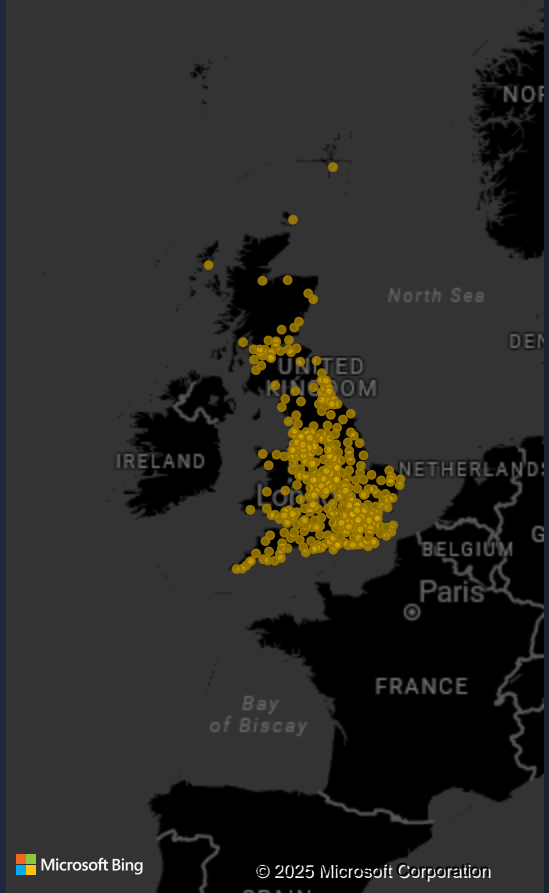 NOR
North Sea
DEN
UNITED
KINGDOM
IRELAND
NETHERLANDS
Lo
BELGIUM
G
Paris
FRANCE
Bay
of Biscay
Microsoft Bing
© 2025 Microsoft Corporation
SPAIN